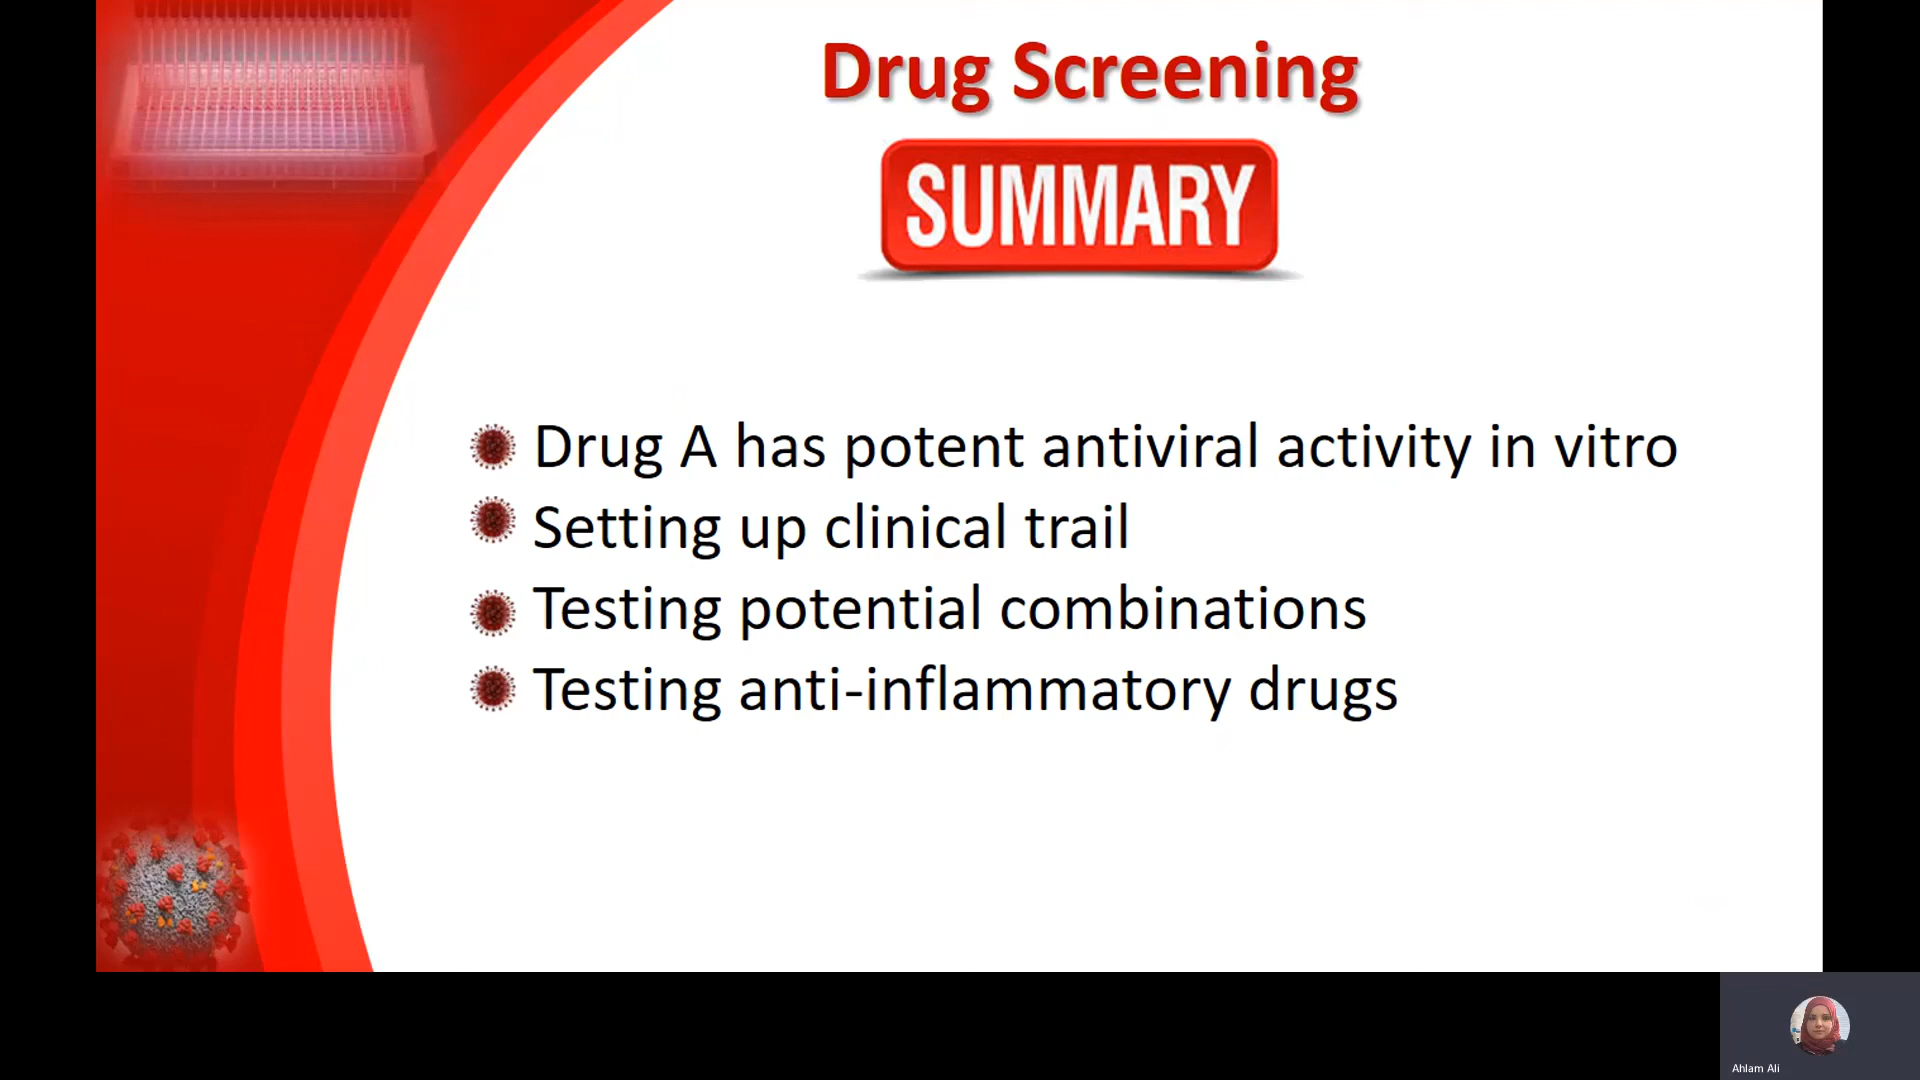 Drug Screening
SUMMARY
Drug A has potent antiviral activity in vitro
Setting up clinical trail
Testing potential combinations
Testing anti-inflammatory drugs
Ahlam Ali